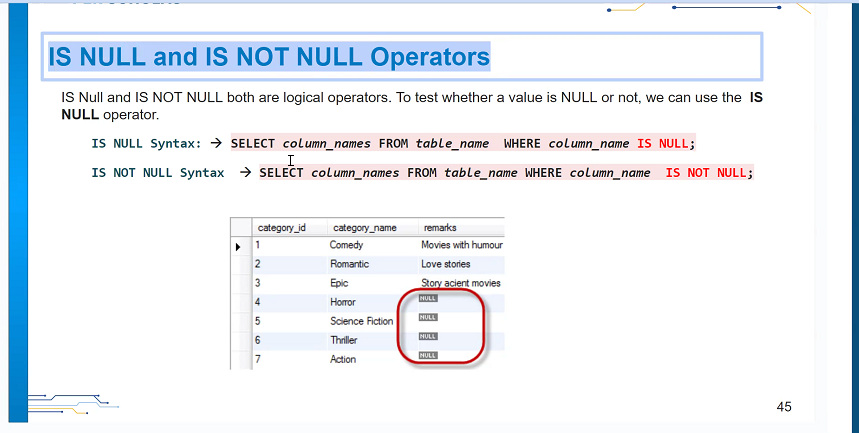 IS NULL and IS NOT NULL Operators
IS Null and IS NOT NULL both are logical operators. To test whether a value is NULL or not, we can use the IS
NULL operator.
IS NULL Syntax: → SELECT column_names FROM table_name WHERE column_name IS NULL;
IS NOT NULL Syntax → SELECT column_names FROM table_name WHERE column_name IS NOT NULL;
category_id category_name remarks
1 Comedy Movies with humour
2 Romantic Love stories
3 Epic Story acient movies
4 Horror NULL
5 Science Fiction NULL
6 Thriller NULL
7 Action NULL
45